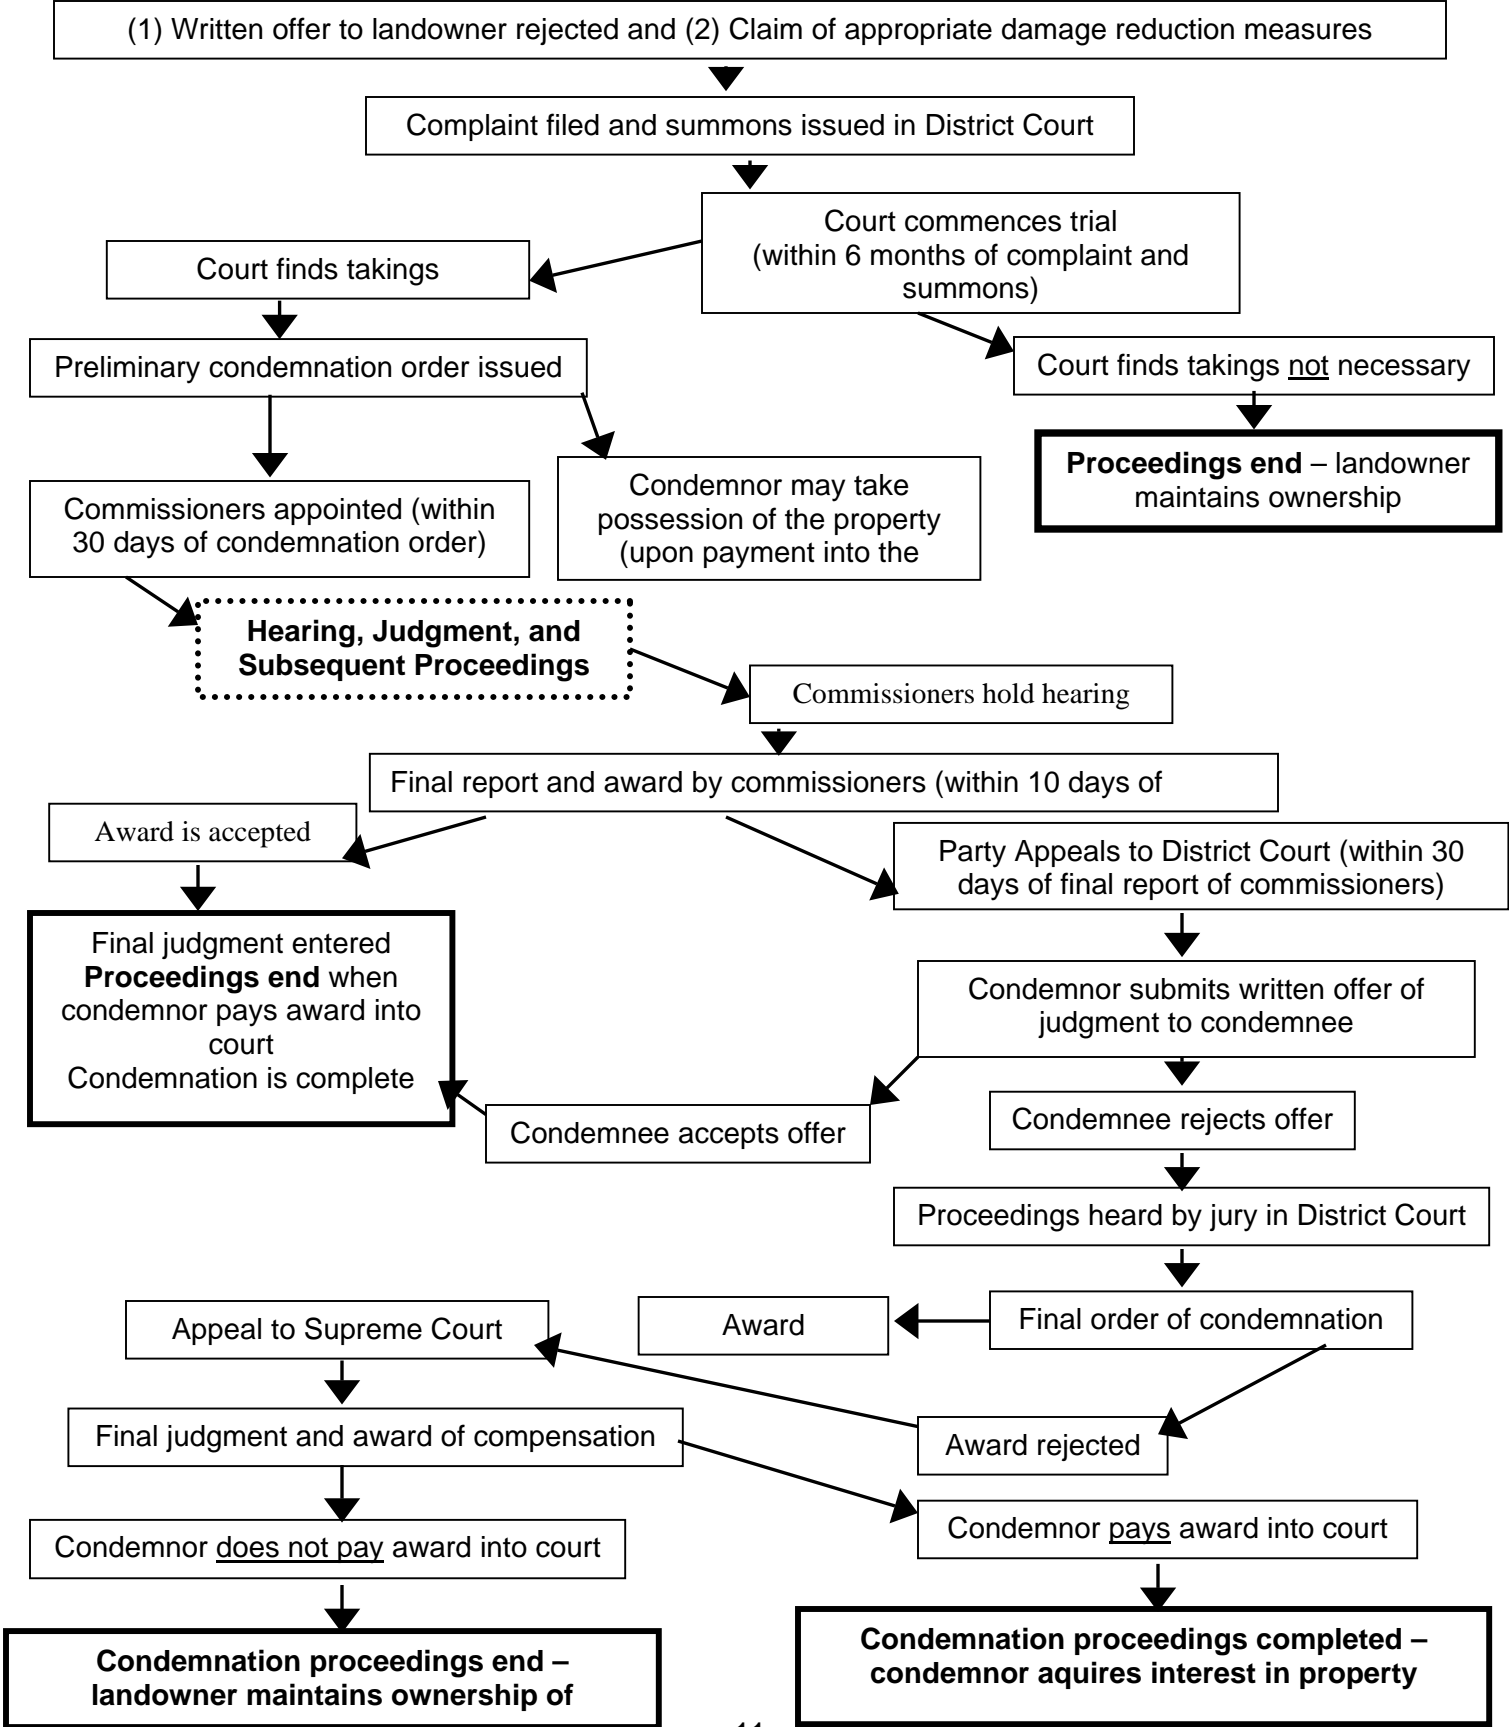 (1) Written offer to landowner rejected and (2) Claim of appropriate damage reduction measures
Complaint filed and summons issued in District Court
Court commences trial
(within 6 months of complaint and
summons)
Court finds takings
Preliminary condemnation order issued
Court finds takings not necessary
Proceedings end – landowner
maintains ownership
Condemnor may take
possession of the property
(upon payment into the
Commissioners appointed (within
30 days of condemnation order)
Hearing, Judgment, and
Subsequent Proceedings
Commissioners hold hearing
Final report and award by commissioners (within 10 days of
Award is accepted
Party Appeals to District Court (within 30
days of final report of commissioners)
Final judgment entered
Proceedings end when
condemnor pays award into
court
Condemnation is complete
Condemnor submits written offer of
judgment to condemnee
Condemnee accepts offer
Condemnee rejects offer
Proceedings heard by jury in District Court
Final order of condemnation
Award
Appeal to Supreme Court
Award rejected
Final judgment and award of compensation
Condemnor pays award into court
Condemnor does not pay award into court
Condemnation proceedings end –
landowner maintains ownership of
Condemnation proceedings completed –
condemnor aquires interest in property